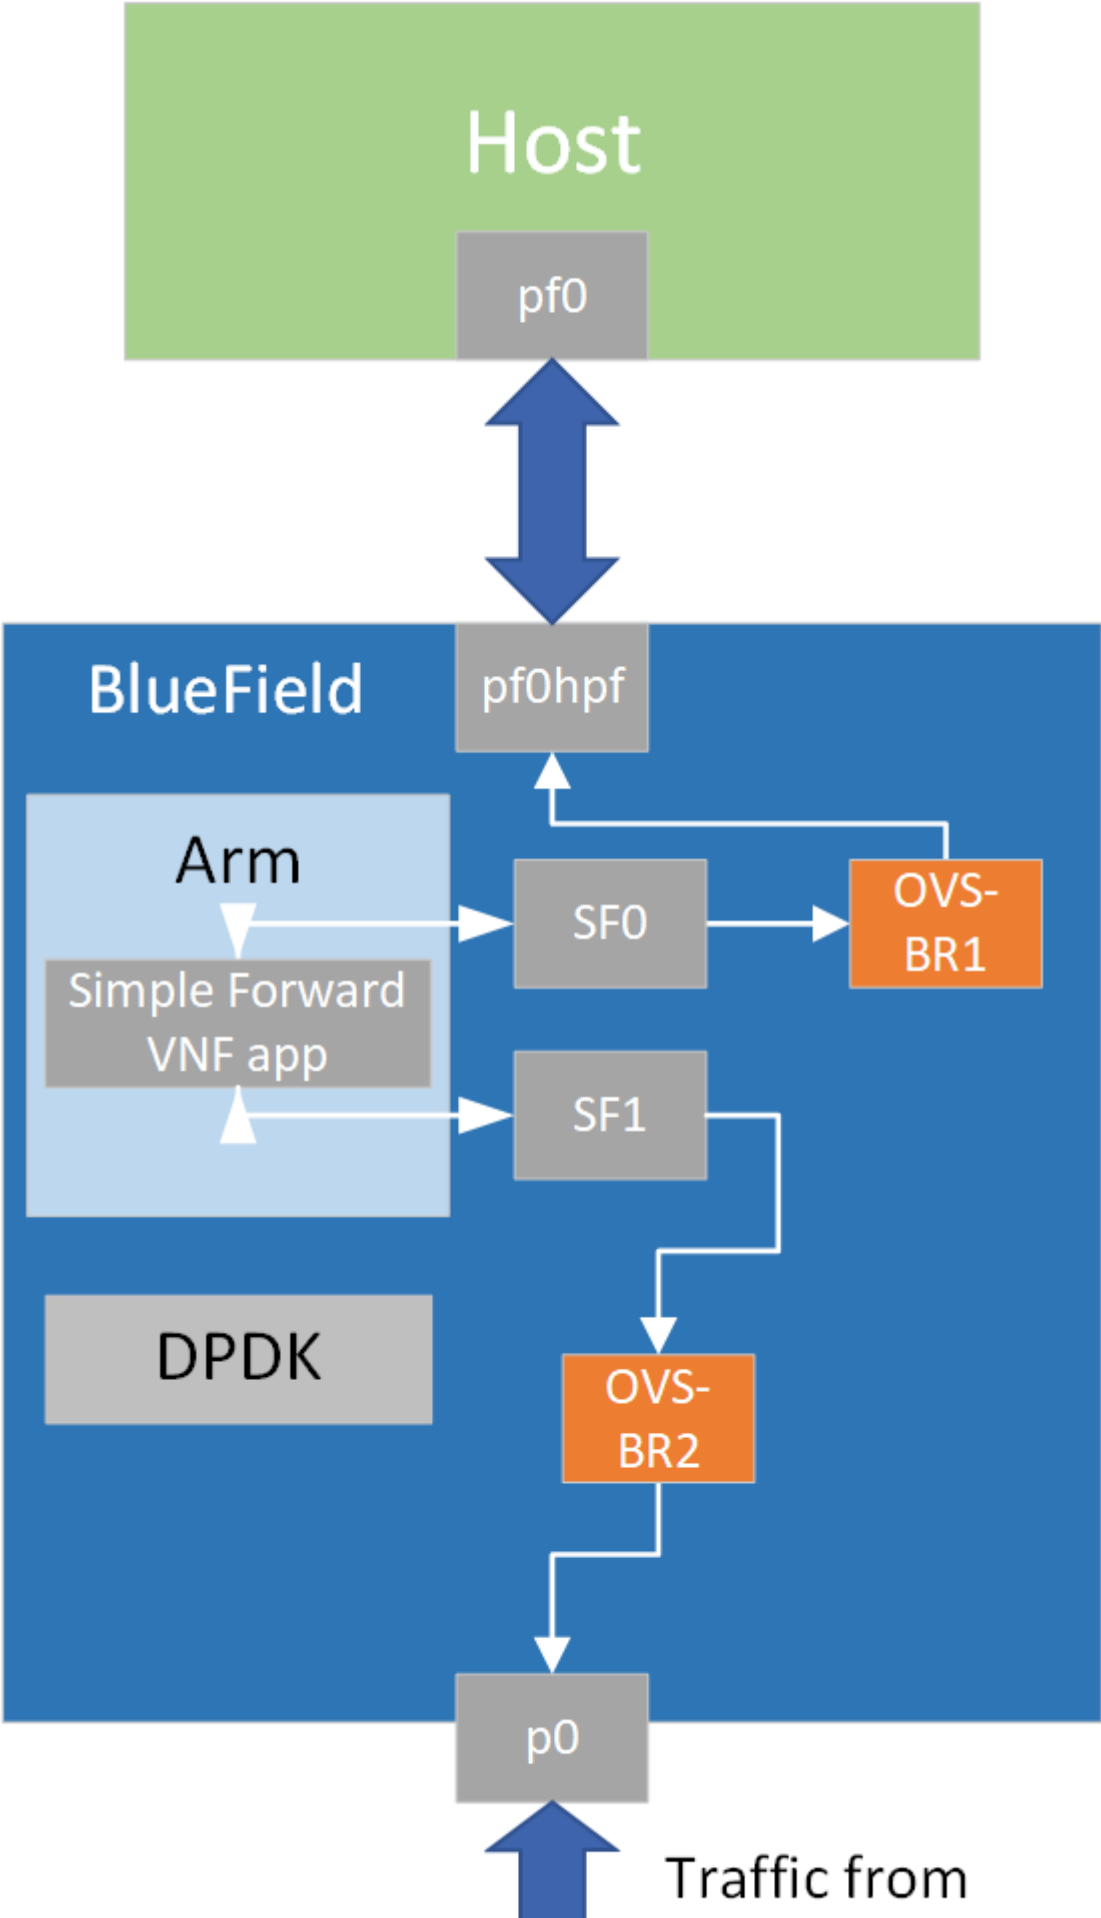 Host
pf0
BlueField
pf0hpf
Arm
SF0
OVS-
BR1
Simple Forward
VNF app
SF1
DPDK
OVS-
BR2
p0
Traffic from